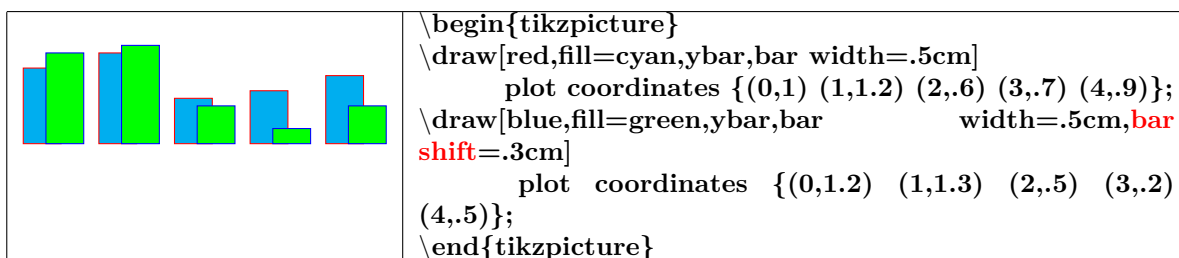 \begin{tikzpicture}
\draw[red,fill=cyan,ybar,bar width=.5cm]
plot coordinates {(0,1) (1,1.2) (2,.6) (3,.7) (4,.9)};
\draw[blue,fill=green,ybar,bar width=.5cm,bar
shift=.3cm]
plot coordinates {(0,1.2) (1,1.3) (2,.5) (3,.2)
(4,.5)};
\end{tikzpicture}